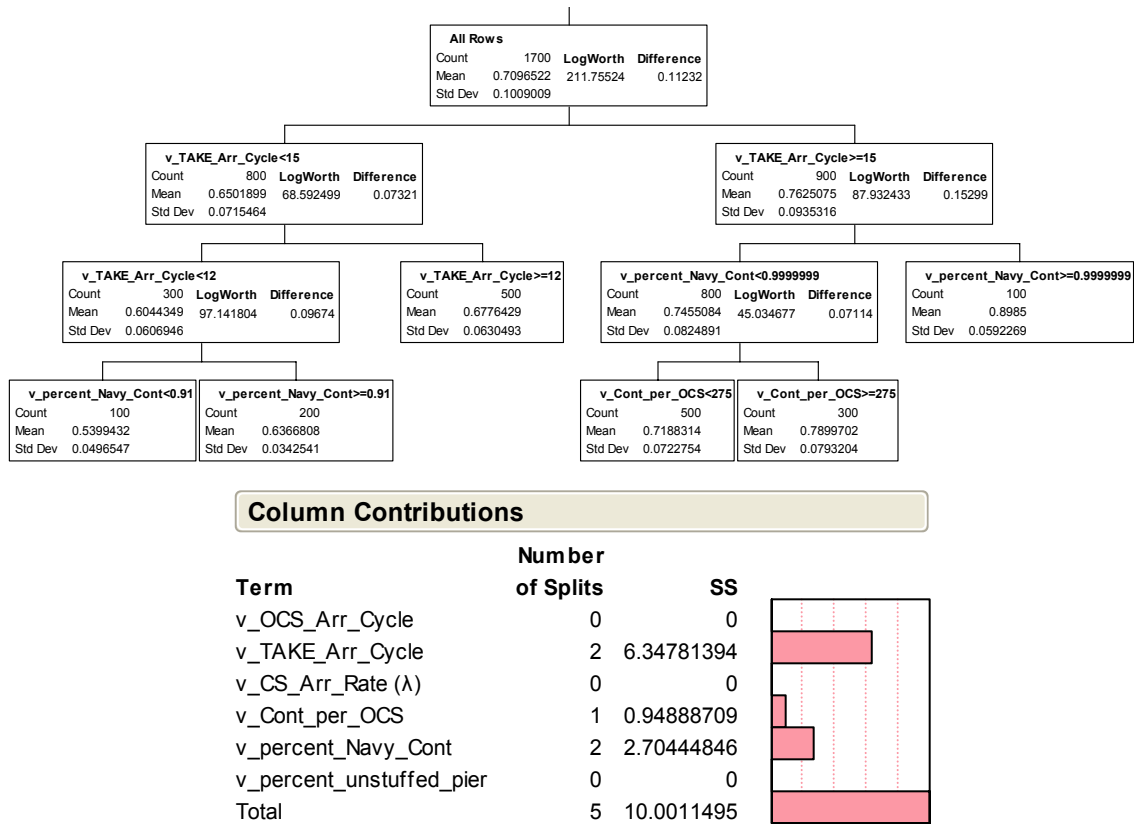 All Rows
Count 1700 LogWorth Difference
Mean 0.7096522 211.75524 0.11232
Std Dev 0.1009009
v_TAKE_Arr_Cycle<15
Count 800 LogWorth Difference
Mean 0.6501899 68.592499 0.07321
Std Dev 0.0715464
v_TAKE_Arr_Cycle>=15
Count 900 LogWorth Difference
Mean 0.7625075 87.932433 0.15299
Std Dev 0.0935316
v_TAKE_Arr_Cycle<12
Count 300 LogWorth Difference
Mean 0.6044349 97.141804 0.09674
Std Dev 0.0606946
v_TAKE_Arr_Cycle>=12
Count 500
Mean 0.6776429
Std Dev 0.0630493
v_percent_Navy_Cont<0.9999999
Count 800 LogWorth Difference
Mean 0.7455084 45.034677 0.07114
Std Dev 0.0824891
v_percent_Navy_Cont>=0.9999999
Count 100
Mean 0.8985
Std Dev 0.0592269
v_percent_Navy_Cont<0.91
Count 100
Mean 0.5399432
Std Dev 0.0496547
v_percent_Navy_Cont>=0.91
Count 200
Mean 0.6366808
Std Dev 0.0342541
v_Cont_per_OCS<275
Count 500
Mean 0.7188314
Std Dev 0.0722754
v_Cont_per_OCS>=275
Count 300
Mean 0.7899702
Std Dev 0.0793204
Column Contributions
Number
Term of Splits SS
v_OCS_Arr_Cycle 0 0
v_TAKE_Arr_Cycle 2 6.34781394
v_CS_Arr_Rate (λ) 0 0
v_Cont_per_OCS 1 0.94888709
v_percent_Navy_Cont 2 2.70444846
v_percent_unstuffed_pier 0 0
Total 5 10.0011495